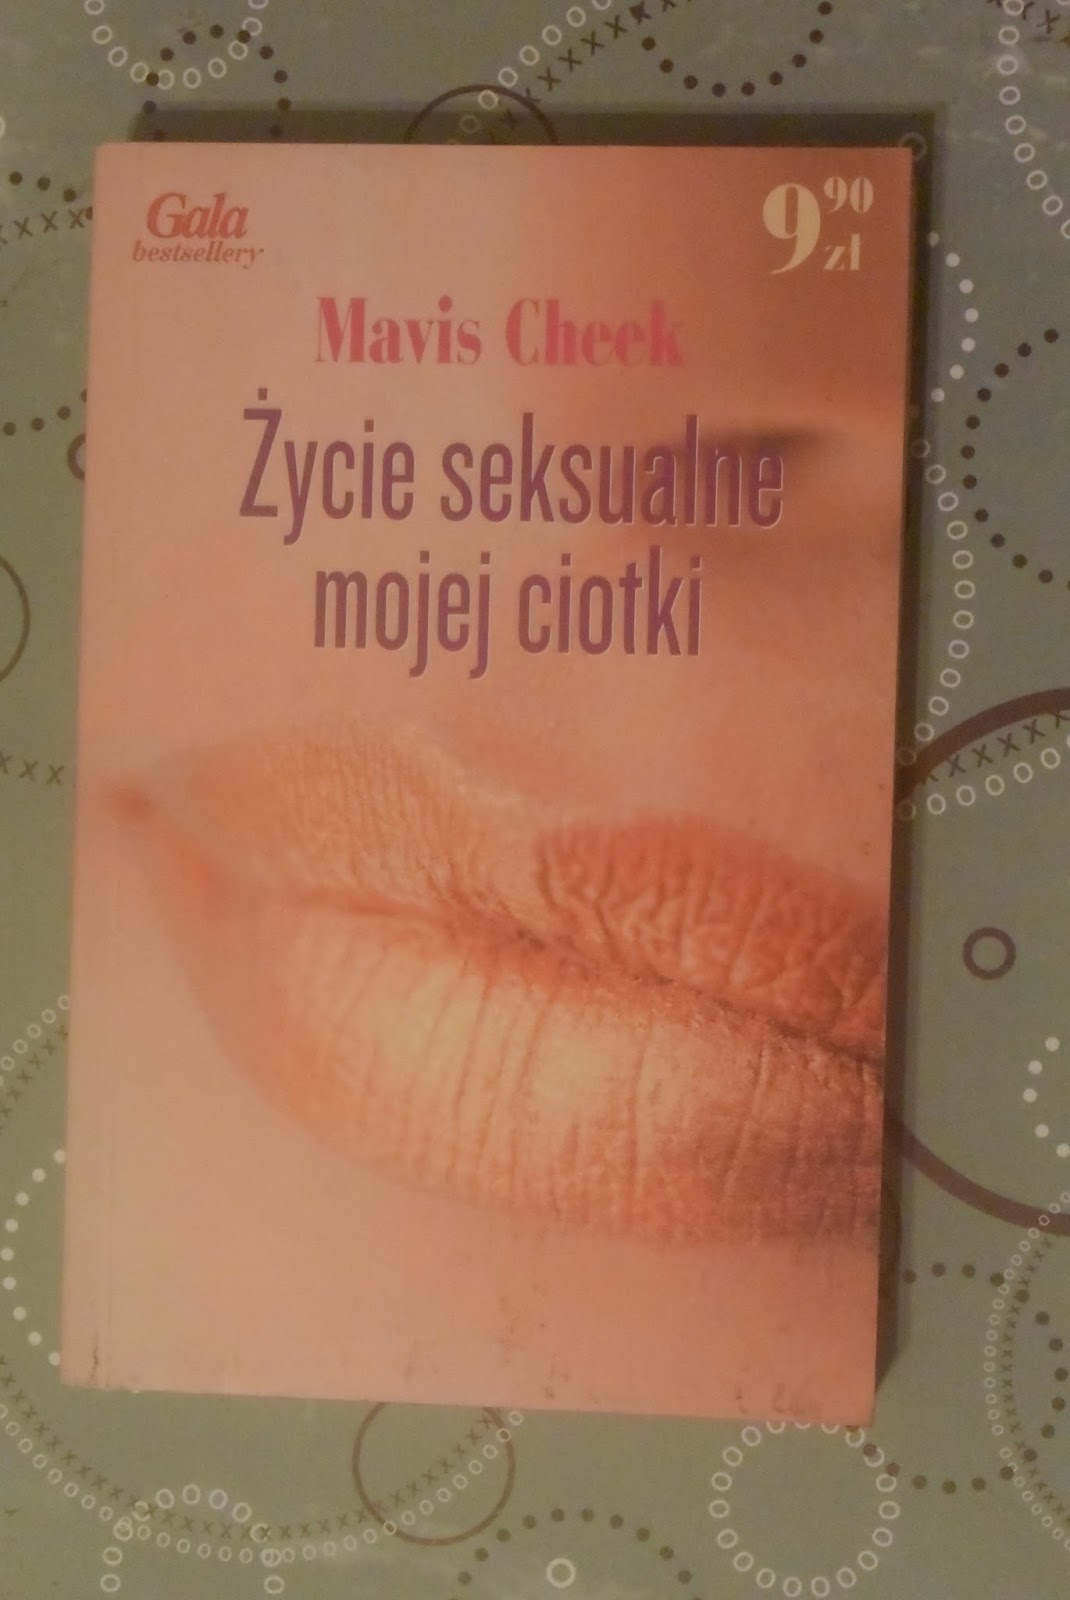 Gala
bestsellery
9 90
zł
Mavis Cheek
Życie seksualne
mojej ciotki